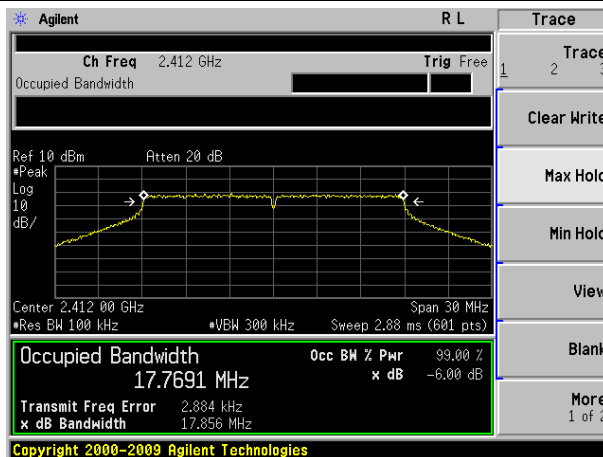 Agilent R L Trace
Ch Freq 2.412 GHz Trig Free
Occupied Bandwidth
Trace
1 2 3
Clear Write
Max Hold
Min Hold
View
Blank
More
1 of 2
Ref 10 dBm Atten 20 dB
#Peak
Log
10
dB/
Center 2.412 00 GHz Span 30 MHz
#Res BW 100 kHz #VBW 300 kHz Sweep 2.88 ms (601 pts)
Occupied Bandwidth Occ BW % Pwr 99.00 %
17.7691 MHz x dB -6.00 dB
Transmit Freq Error 2.884 kHz
x dB Bandwidth 17.856 MHz
Copyright 2000-2009 Agilent Technologies